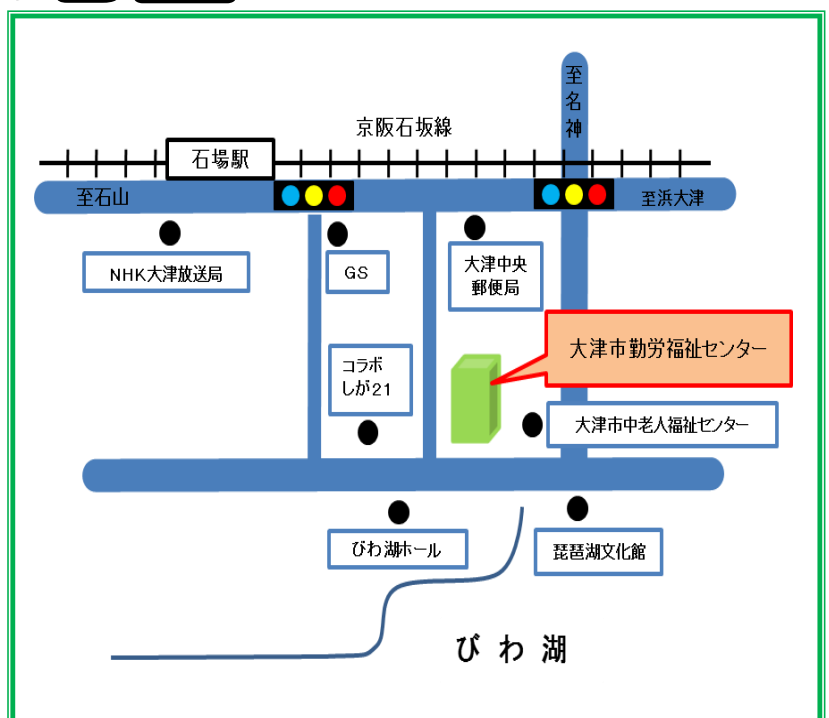 至名神
京阪石坂線
石場駅
至石山
至浜大津
NHK大津放送局
GS
大津中央
郵便局
大津市勤労福祉センター
コラボ
しが21
大津市中老人福祉センター
びわ湖ホール
琵琶湖文化館
びわ湖